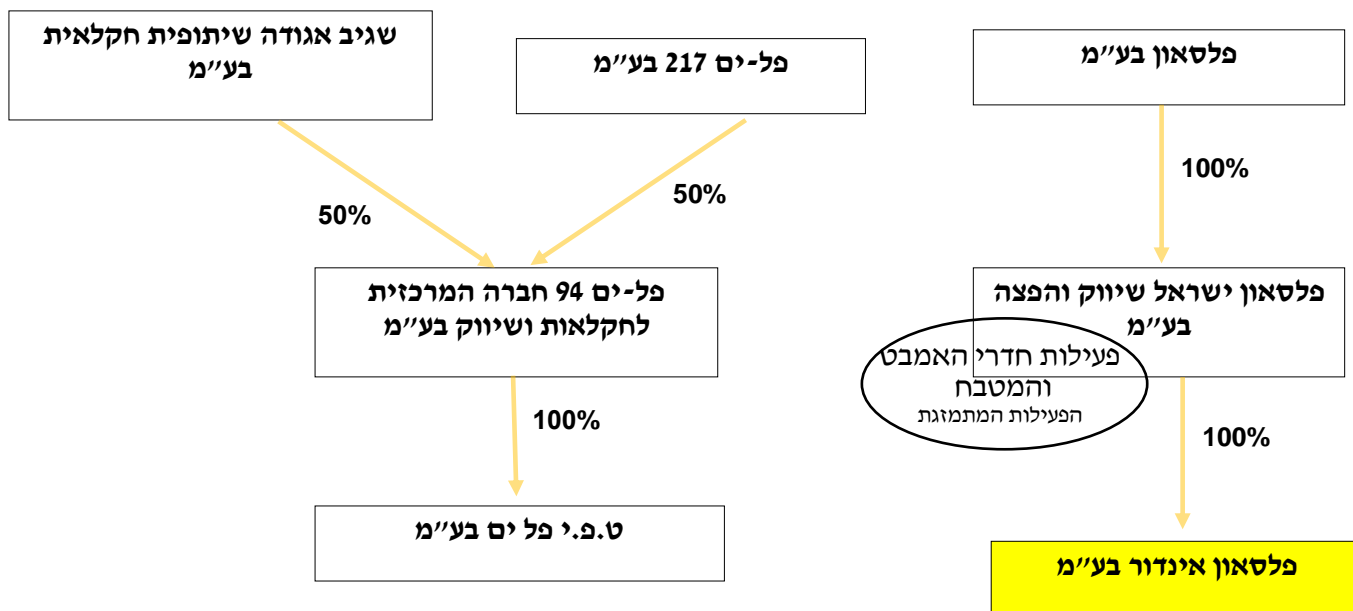 שגיב אגודה שיתופית חקלאית
בע״מ
פל-ים 217 בע״מ
פלסאון בע״מ
50%
50%
100%
פל-ים 94 חברה המרכזית
לחקלאות ושיווק בע״מ
פלסאון ישראל שיווק והפצה
בע״מ
פעילות חדרי האמבט
והמטבח
הפעילות המתמזגת
100%
100%
ט.פ.י פל ים בע״מ
פלסאון אינדור בע״מ